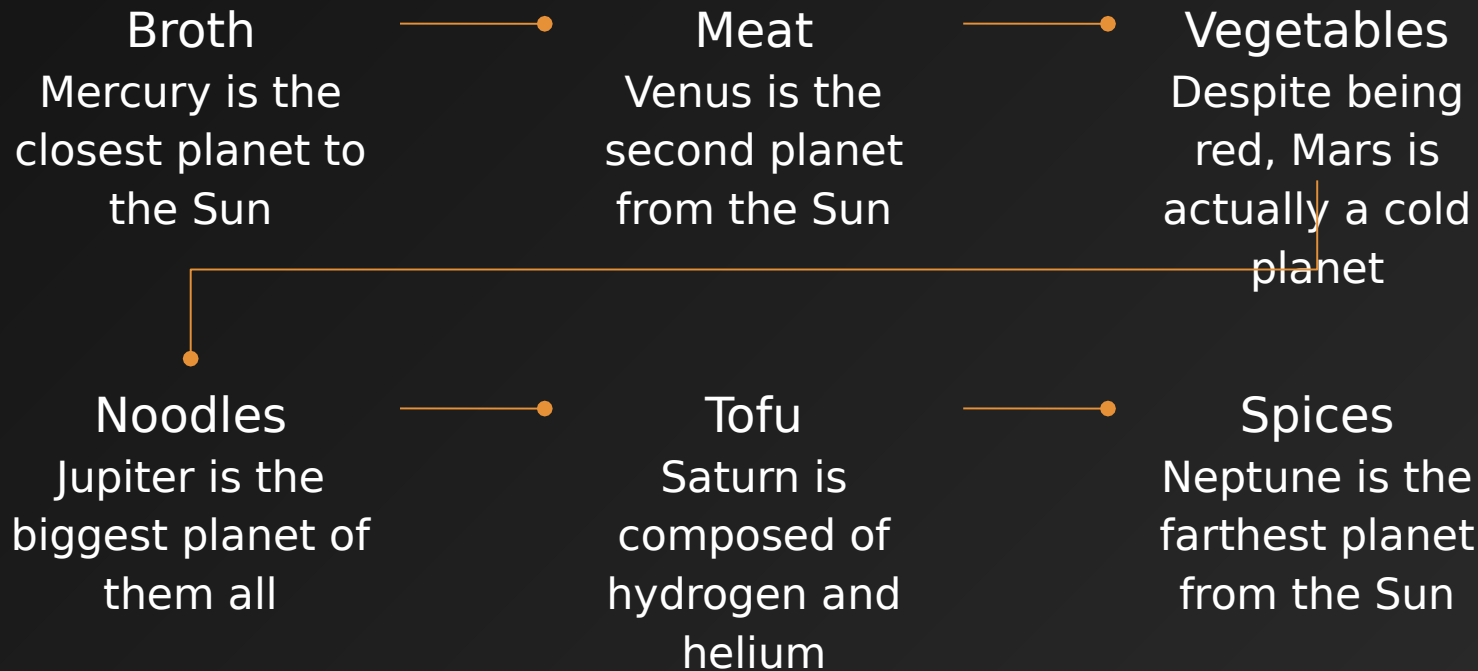 Broth
Mercury is the
closest planet to
the Sun
Meat
Venus is the
second planet
from the Sun
Vegetables
Despite being
red, Mars is
actually a cold
planet
Noodles
Jupiter is the
biggest planet of
them all
Tofu
Saturn is
composed of
hydrogen and
helium
Spices
Neptune is the
farthest planet
from the Sun